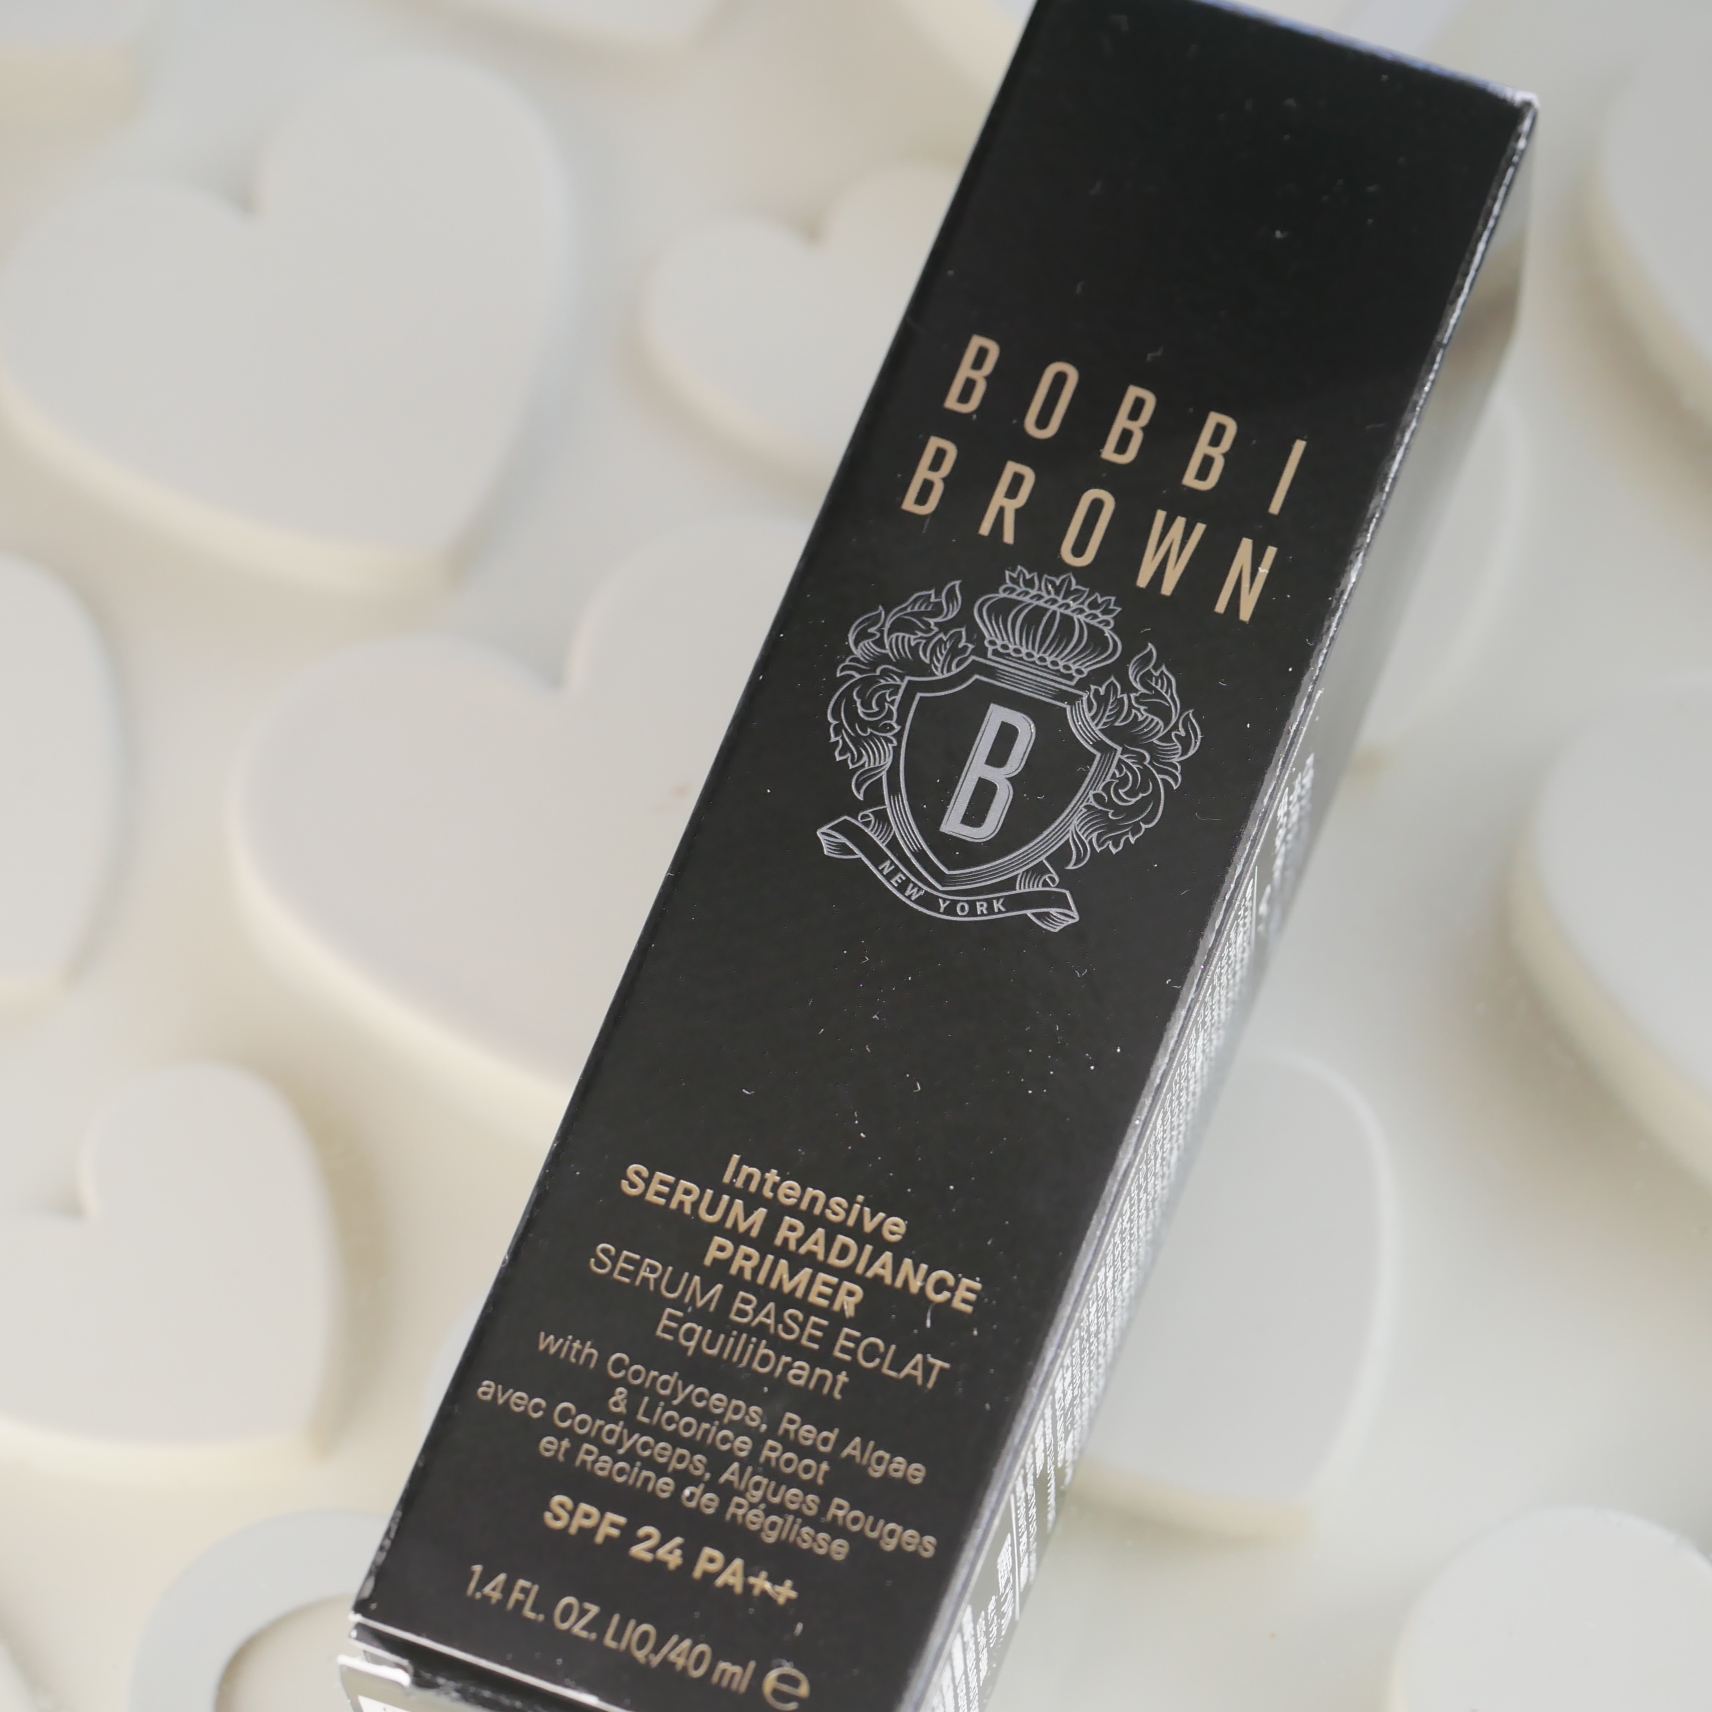 BOBBI
BROWN
B
NEW YORK
Intensive
SERUM RADIANCE
PRIMER
SERUM BASE ECLAT
Equilibrant
with Cordyceps, Red Algae
& Licorice Root
avec Cordyceps, Algues Rouges
et Racine de Réglisse
SPF 24 PA++
1.4 FL. OZ. LIQ./40 ml e